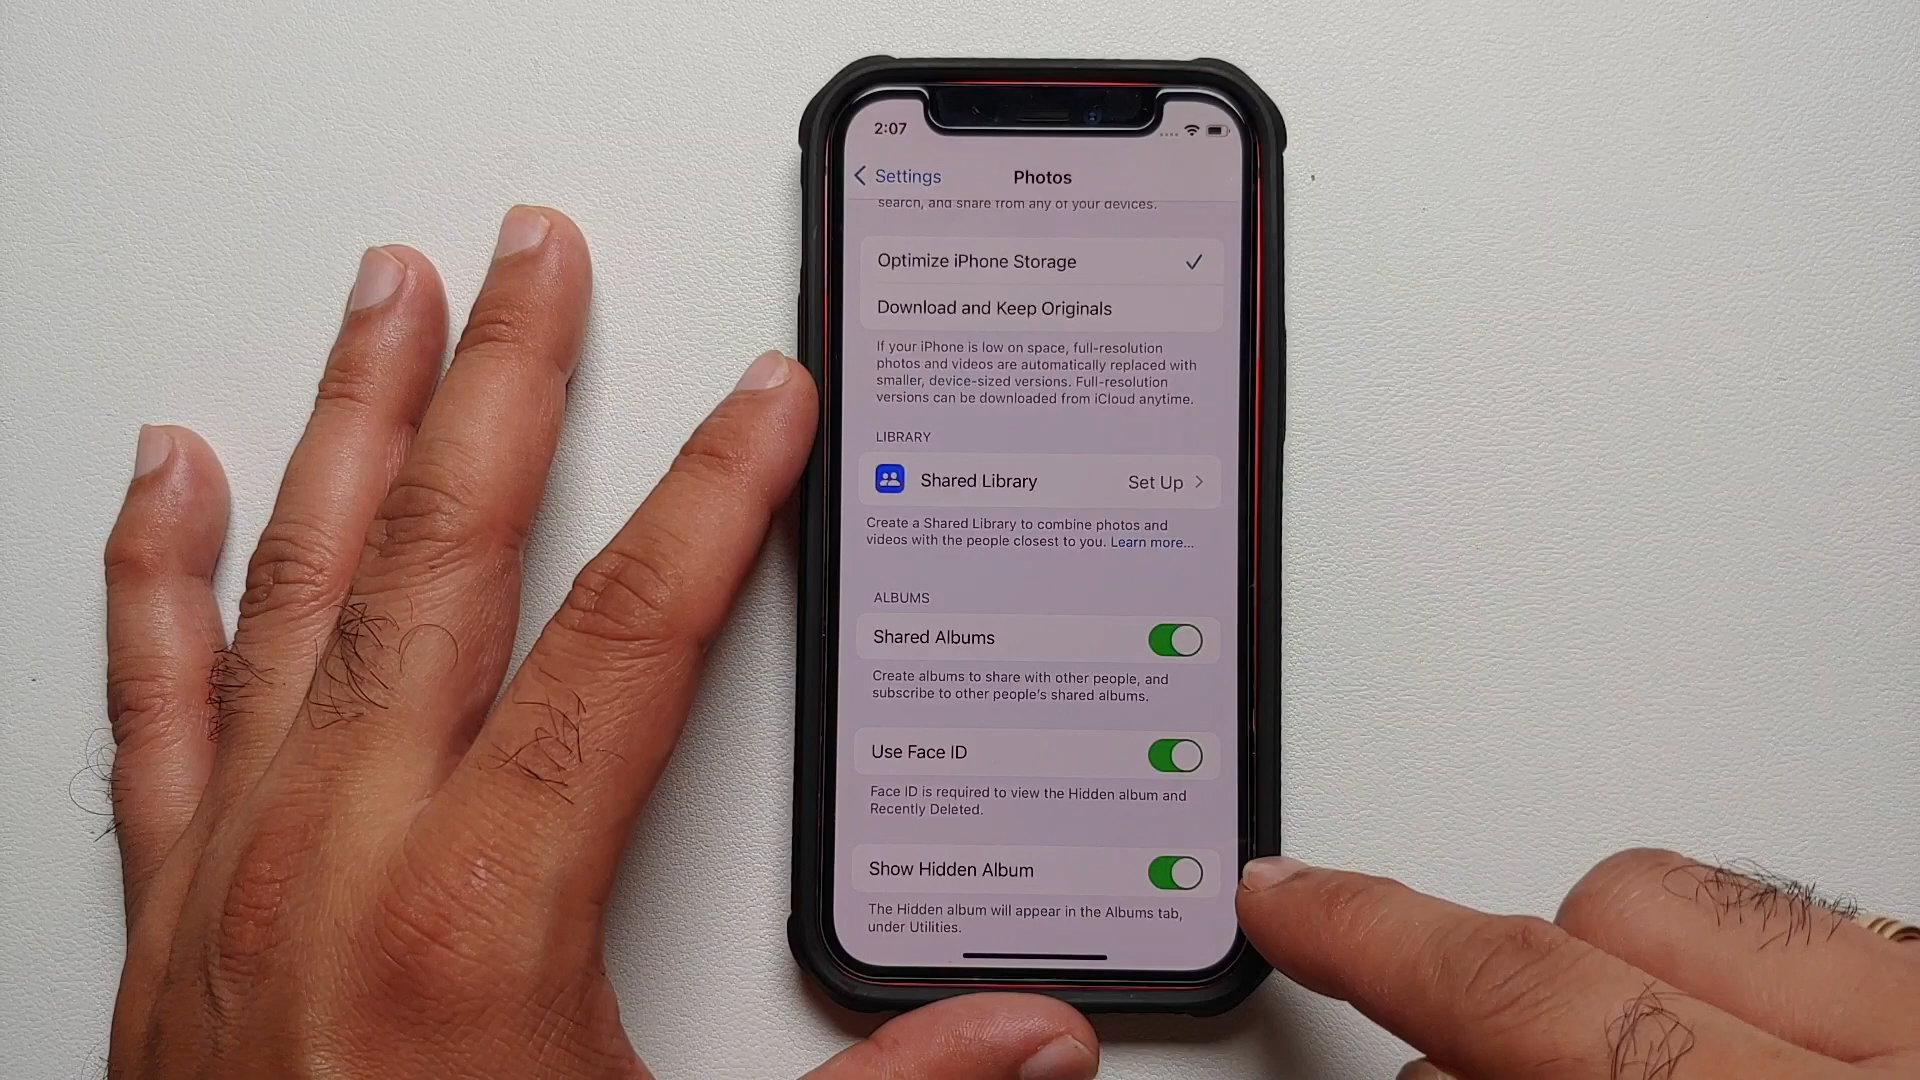 2:07
Settings
Photos
search, and share from any of your devices.
Optimize iPhone Storage
Download and Keep Originals
If your iPhone is low on space, full-resolution
photos and videos are automatically replaced with
smaller, device-sized versions. Full-resolution
versions can be downloaded from iCloud anytime.
LIBRARY
Shared Library Set Up
Create a Shared Library to combine photos and
videos with the people closest to you. Learn more...
ALBUMS
Shared Albums
Create albums to share with other people, and
subscribe to other people's shared albums.
Use Face ID
Face ID is required to view the Hidden album and
Recently Deleted.
Show Hidden Album
The Hidden album will appear in the Albums tab,
under Utilities.